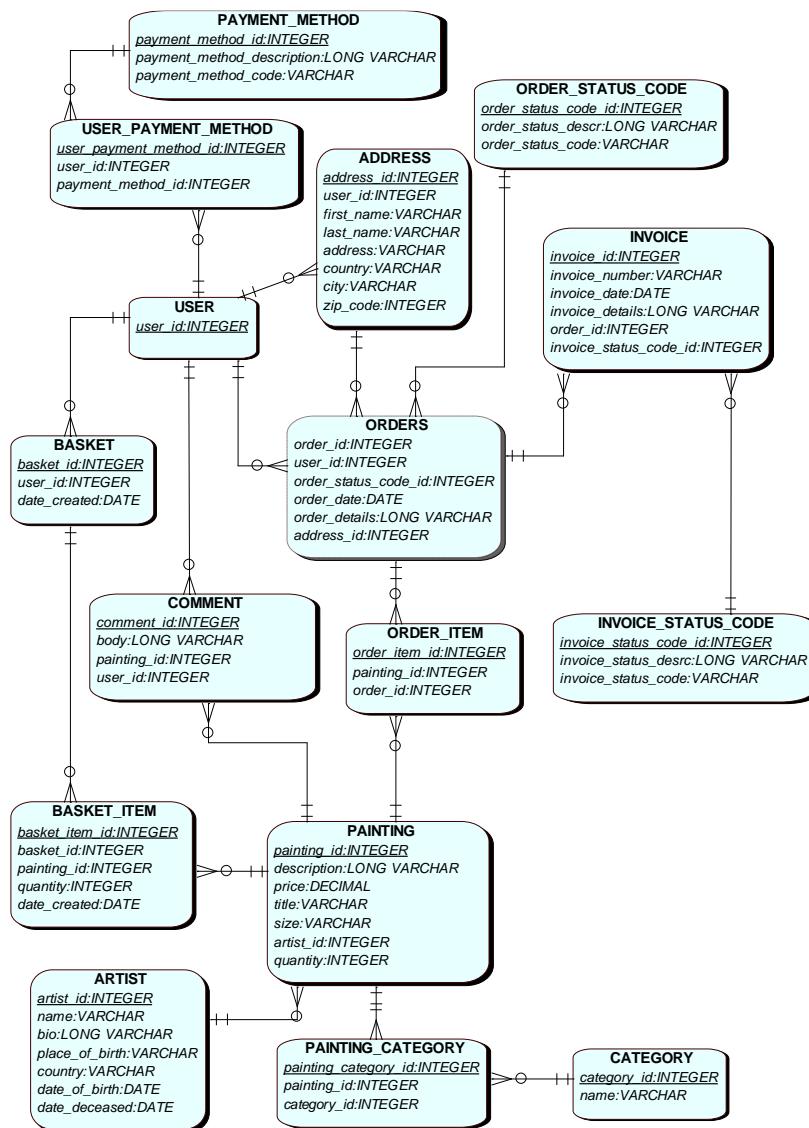 PAYMENT_METHOD
payment_method_id:INTEGER
payment_method_description:LONG VARCHAR
payment_method_code:VARCHAR
ORDER_STATUS_CODE
order_status_code_id:INTEGER
order_status_descr:LONG VARCHAR
order_status_code:VARCHAR
USER_PAYMENT_METHOD
user_payment_method_id:INTEGER
user_id:INTEGER
payment_method_id:INTEGER
ADDRESS
address_id:INTEGER
user_id:INTEGER
first_name:VARCHAR
last_name:VARCHAR
address:VARCHAR
country:VARCHAR
city:VARCHAR
zip_code:INTEGER
INVOICE
invoice_id:INTEGER
invoice_number:VARCHAR
invoice_date:DATE
invoice_details:LONG VARCHAR
order_id:INTEGER
invoice_status_code_id:INTEGER
USER
user_id:INTEGER
BASKET
basket_id:INTEGER
user_id:INTEGER
date_created:DATE
ORDERS
order_id:INTEGER
user_id:INTEGER
order_status_code_id:INTEGER
order_date:DATE
order_details:LONG VARCHAR
address_id:INTEGER
COMMENT
comment_id:INTEGER
body:LONG VARCHAR
painting_id:INTEGER
user_id:INTEGER
ORDER_ITEM
order_item_id:INTEGER
painting_id:INTEGER
order_id:INTEGER
INVOICE_STATUS_CODE
invoice_status_code_id:INTEGER
invoice_status_desrc:LONG VARCHAR
invoice_status_code:VARCHAR
BASKET_ITEM
basket_item_id:INTEGER
basket_id:INTEGER
painting_id:INTEGER
quantity:INTEGER
date_created:DATE
PAINTING
painting_id:INTEGER
description:LONG VARCHAR
price:DECIMAL
title:VARCHAR
size:VARCHAR
artist_id:INTEGER
quantity:INTEGER
ARTIST
artist_id:INTEGER
name:VARCHAR
bio:LONG VARCHAR
place_of_birth:VARCHAR
country:VARCHAR
date_of_birth:DATE
date_deceased:DATE
PAINTING_CATEGORY
painting_category_id:INTEGER
painting_id:INTEGER
category_id:INTEGER
CATEGORY
category_id:INTEGER
name:VARCHAR